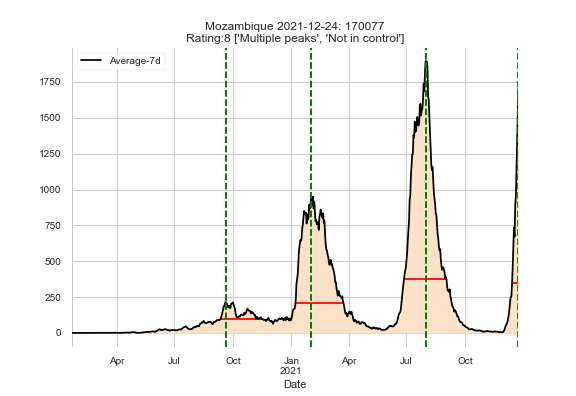 Mozambique 2021-12-24: 170077
Rating:8 ['Multiple peaks', 'Not in control']
Average-7d
1750
1500
1250
1000
750
500
250
0
Apr Jul Oct Jan Apr Jul Oct
2021
Date